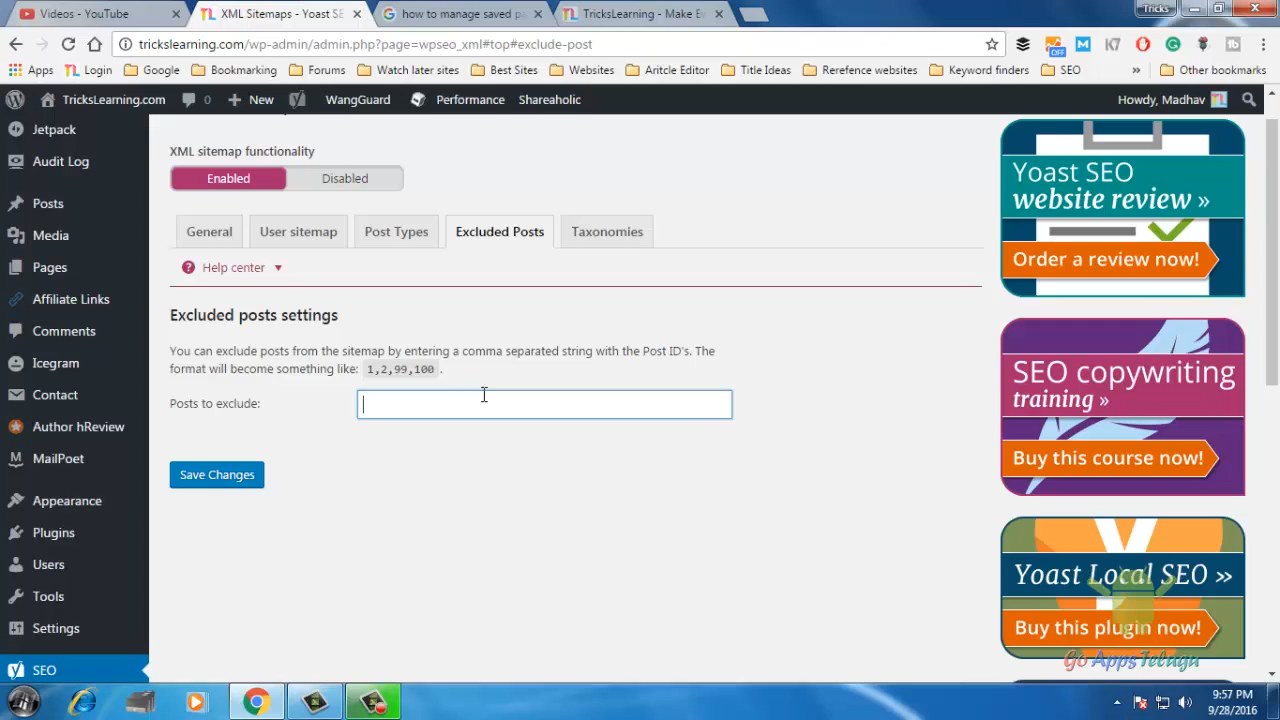 Videos - YouTube
XML Sitemaps - Yoast SE
how to manage saved pa
TricksLearning - Make Ev
Tricks
trickslearning.com/wp-admin/admin.php?page=wpseo_xml#top#exclude-post
OFF
Apps
Login
Google
Bookmarking
Forums
Watch later sites
Best Sites
Websites
Aritcle Editor
Title Ideas
Rerefence websites
Keyword finders
SEO
»
Other bookmarks
TricksLearning.com
0
New
WangGuard
Performance
Shareaholic
Howdy, Madhav
Jetpack
Audit Log
Posts
Media
Pages
Affiliate Links
Comments
Icegram
Contact
Author hReview
MailPoet
Appearance
Plugins
Users
Tools
Settings
SEO
XML sitemap functionality
Enabled
Disabled
General
User sitemap
Post Types
Excluded Posts
Taxonomies
Help center
Excluded posts settings
You can exclude posts from the sitemap by entering a comma separated string with the Post ID's. The
format will become something like: 1,2,99,100 .
Posts to exclude:
Save Changes
Yoast SEO
website review »
Order a review now!
SEO copywriting
training »
Buy this course now!
Yoast Local SEO »
Buy this plugin now!
Go Apps Telugu
9:57 PM
9/28/2016